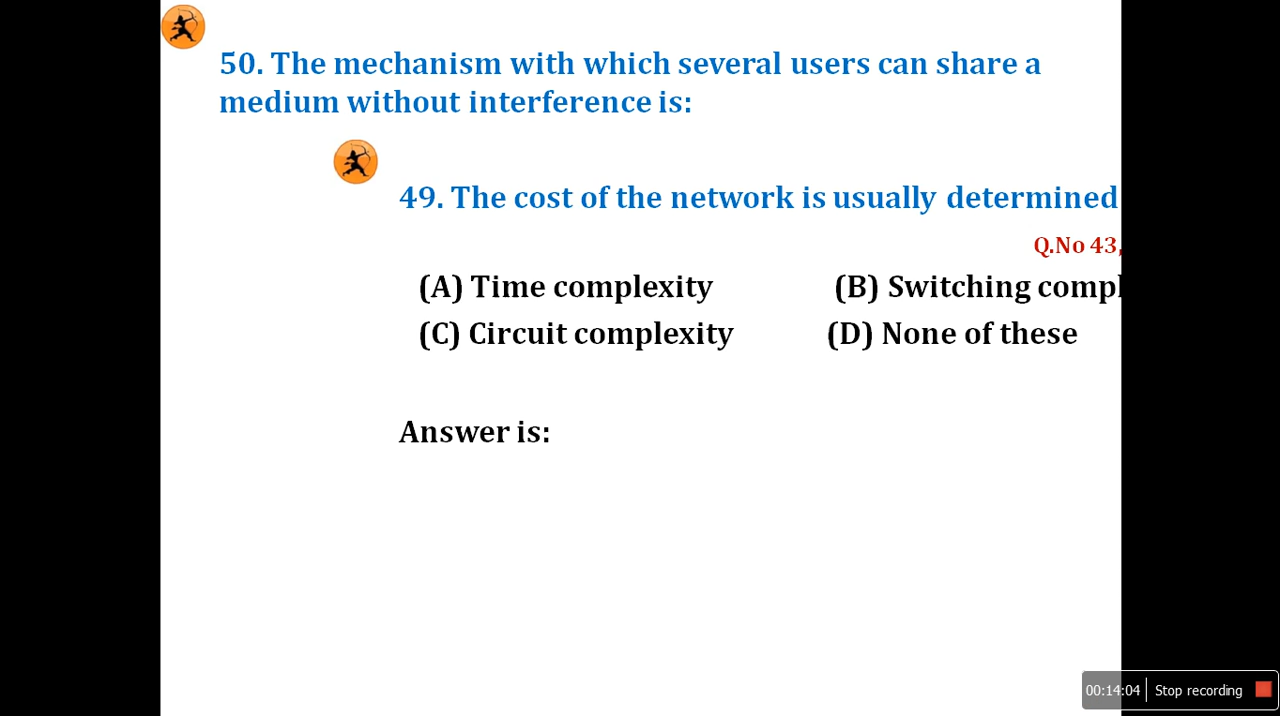 50. The mechanism with which several users can share a
medium without interference is:
49. The cost of the network is usually determined
Q.No 43,
(A) Time complexity (B) Switching compl
(C) Circuit complexity (D) None of these
Answer is:
00:14:04 Stop recording